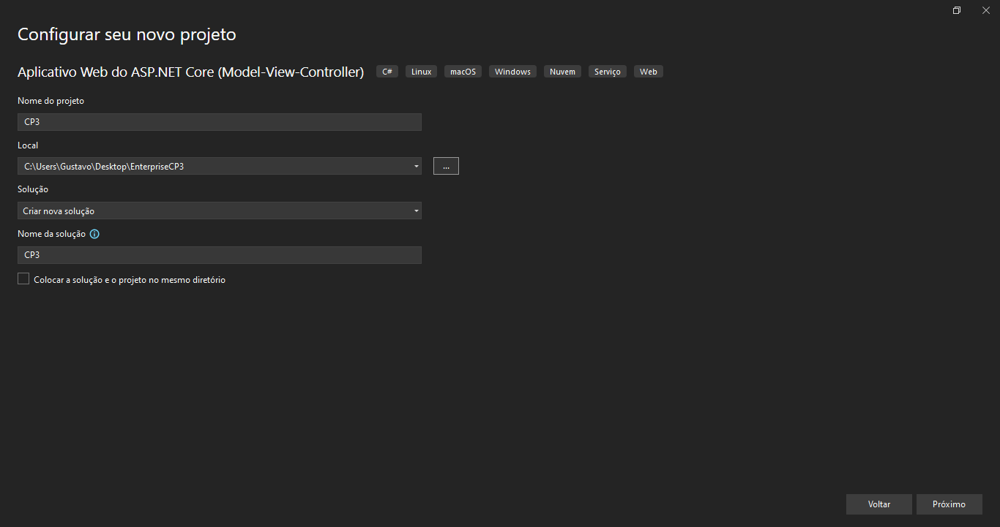 Configurar seu novo projeto
Aplicativo Web do ASP.NET Core (Model-View-Controller) C# Linux macOS Windows Nuvem Serviço Web
Nome do projeto
CP3
Local
C:\Users\Gustavo\Desktop\EnterpriseCP3 ...
Solução
Criar nova solução
Nome da solução
CP3
Colocar a solução e o projeto no mesmo diretório
Voltar Próximo